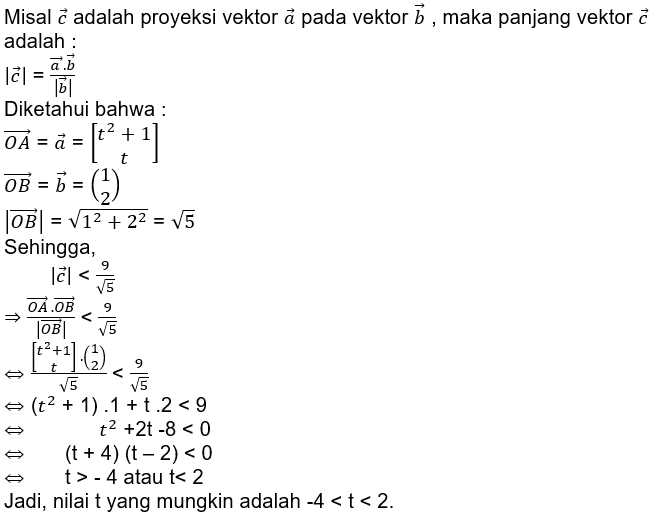 Misal $\vec{c}$ adalah proyeksi vektor $\vec{a}$ pada vektor $\vec{b}$ , maka panjang vektor $\vec{c}$
adalah :
$|\vec{c}| = \frac{\vec{a}.\vec{b}}{|\vec{b}|}$
Diketahui bahwa :
$\overrightarrow{OA} = \vec{a} = \begin{bmatrix} t^2+1 \\ t \end{bmatrix}$
$\overrightarrow{OB} = \vec{b} = \begin{pmatrix} 1 \\ 2 \end{pmatrix}$
$|\overrightarrow{OB}| = \sqrt{1^2+2^2} = \sqrt{5}$
Sehingga,
$|\vec{c}| < \frac{9}{\sqrt{5}}$
$\Rightarrow \frac{\overrightarrow{OA}.\overrightarrow{OB}}{|\overrightarrow{OB}|} < \frac{9}{\sqrt{5}}$
$\Leftrightarrow \frac{\begin{bmatrix} t^2+1 \\ t \end{bmatrix}.\begin{pmatrix} 1 \\ 2 \end{pmatrix}}{\sqrt{5}} < \frac{9}{\sqrt{5}}$
$\Leftrightarrow (t^2 + 1) .1 + t .2 < 9$
$\Leftrightarrow t^2 +2t -8 < 0$
$\Leftrightarrow (t + 4) (t – 2) < 0$
$\Leftrightarrow$ t > - 4 atau t< 2
Jadi, nilai t yang mungkin adalah -4 < t < 2.